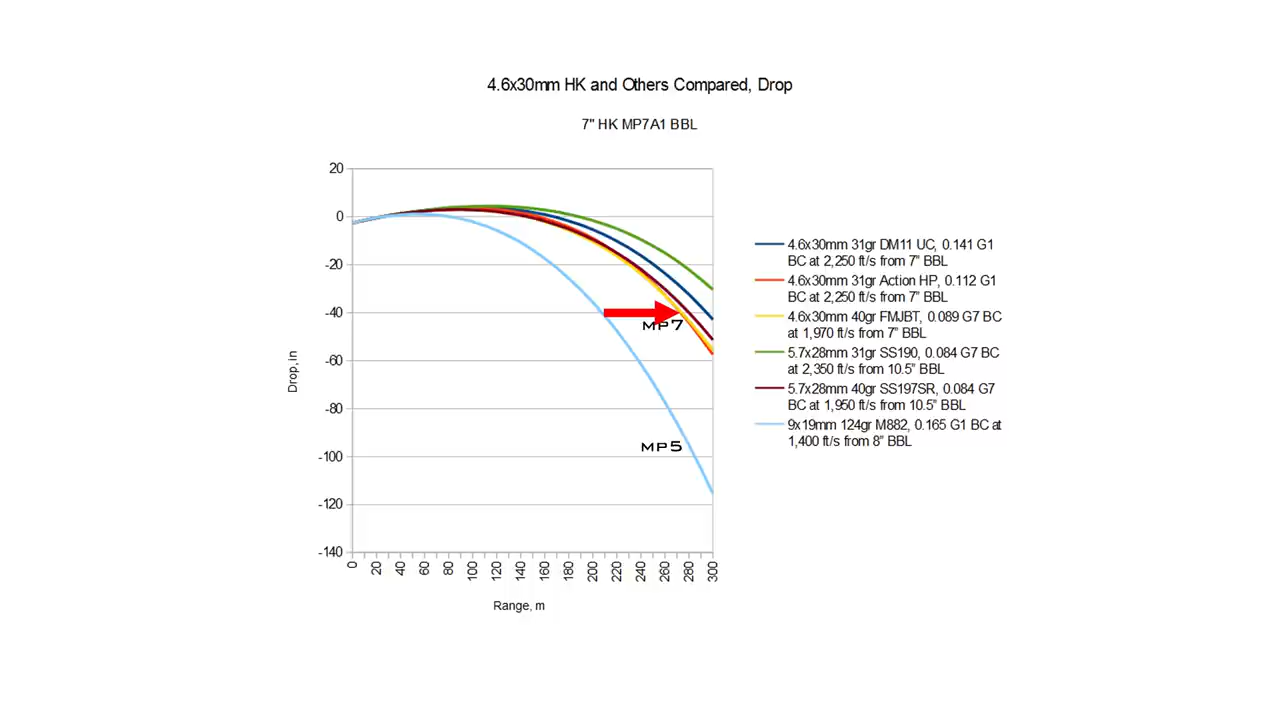 4.6x30mm HK and Others Compared, Drop
7" HK MP7A1 BBL
20
0
-20
-40
-60
-80
-100
-120
-140
Drop,in
MP7
MP5
0 20 40 60 80 100 120 140 160 180 200 220 240 260 280 300
Range, m
4.6x30mm 31gr DM11 UC, 0.141 G1
BC at 2,250 ft/s from 7” BBL
4.6x30mm 31gr Action HP, 0.112 G1
BC at 2,250 ft/s from 7” BBL
4.6x30mm 40gr FMJBT, 0.089 G7 BC
at 1,970 ft/s from 7” BBL
5.7x28mm 31gr SS190, 0.084 G7 BC
at 2,350 ft/s from 10.5” BBL
5.7x28mm 40gr SS197SR, 0.084 G7
BC at 1,950 ft/s from 10.5” BBL
9x19mm 124gr M882, 0.165 G1 BC at
1,400 ft/s from 8” BBL